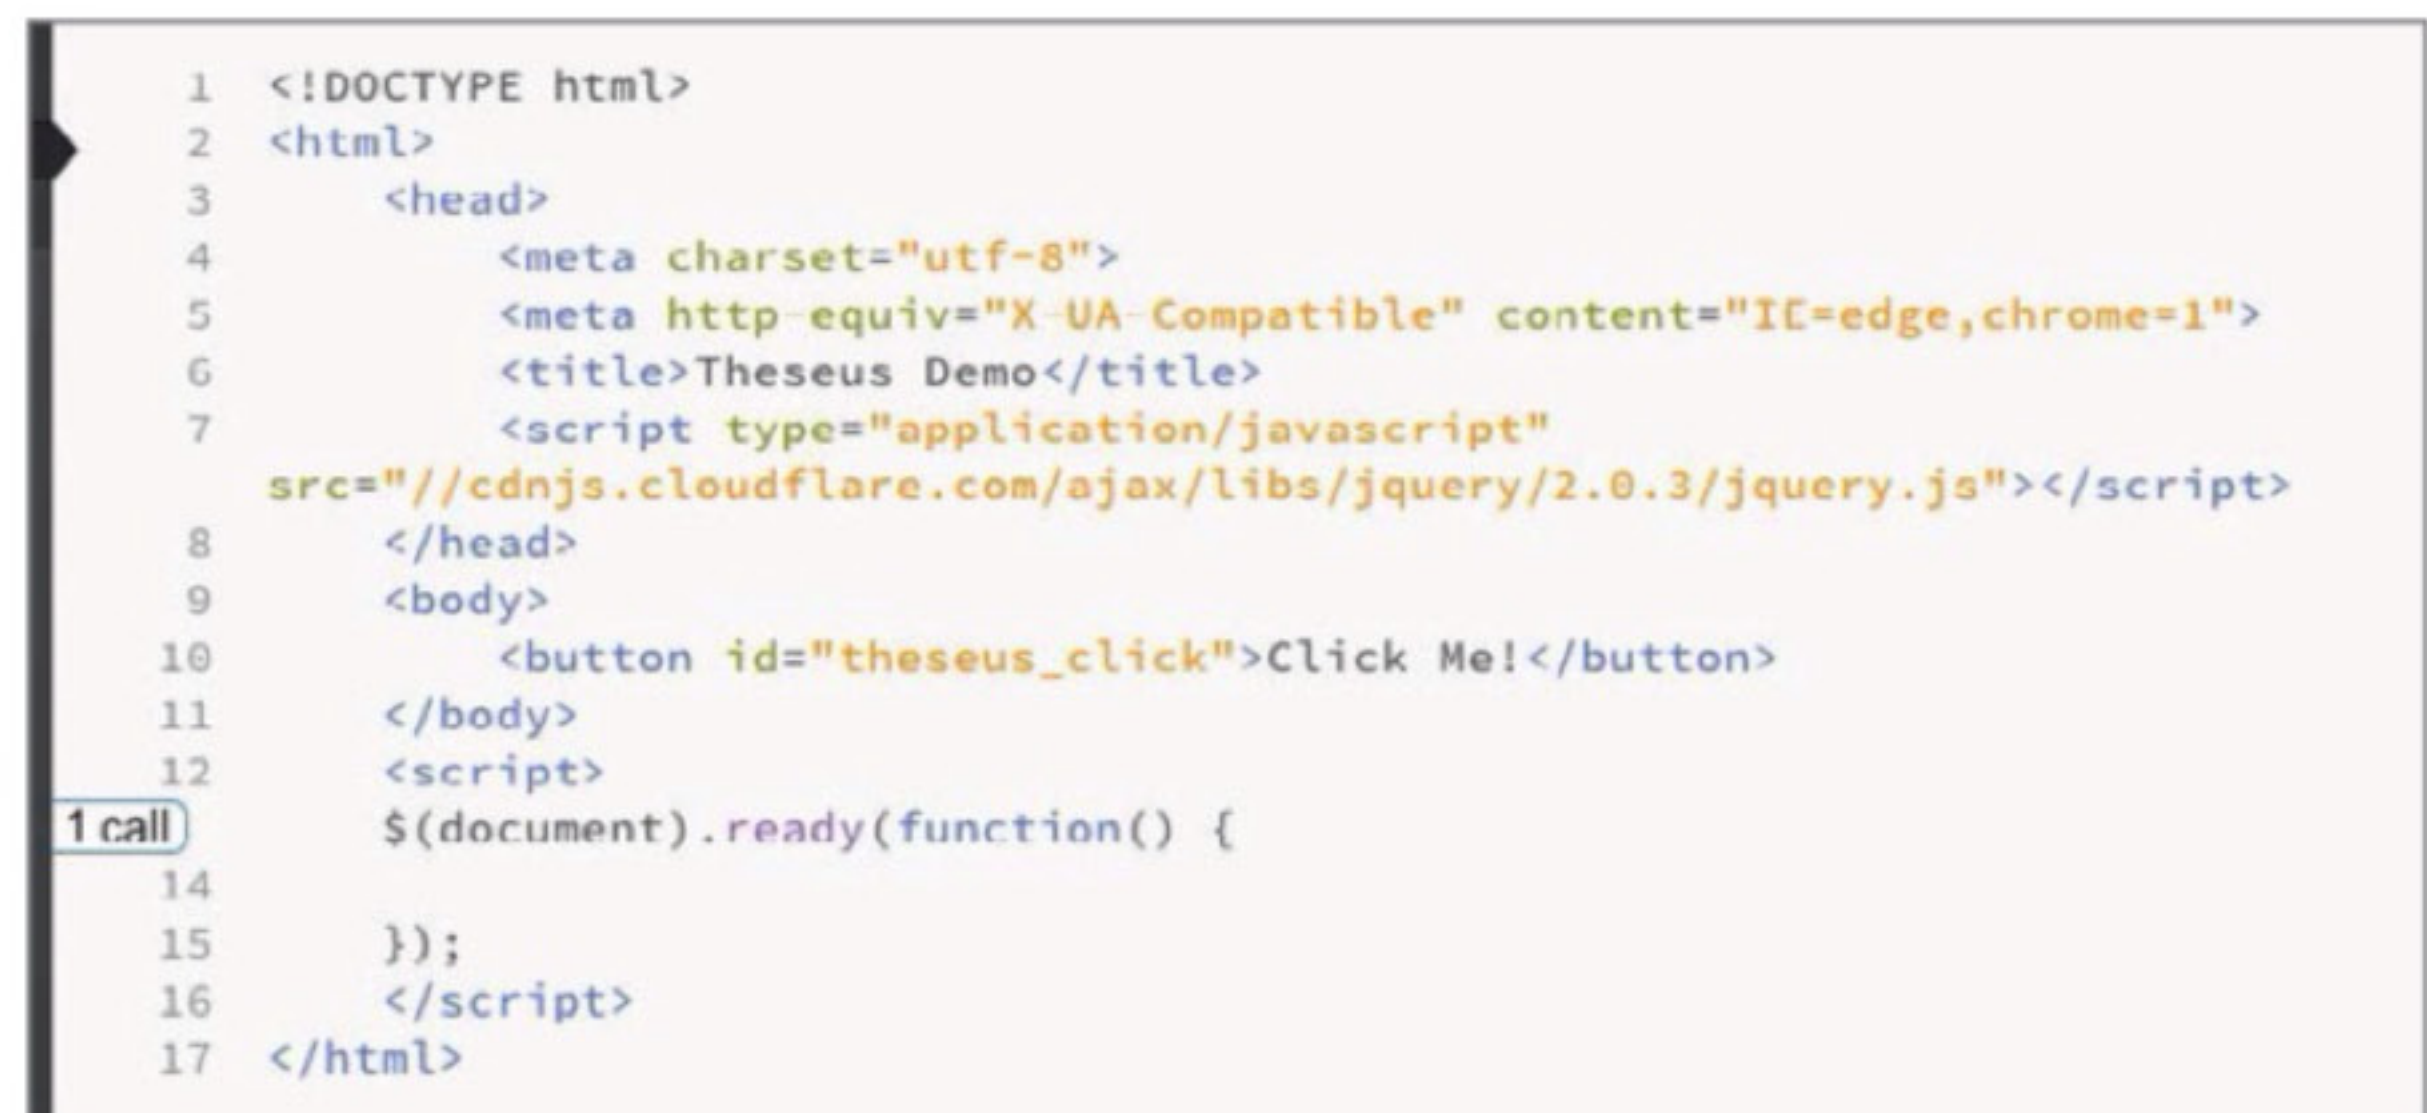 1 <!DOCTYPE html>
2 <html>
3 <head>
4 <meta charset="utf-8">
5 <meta http-equiv="X-UA-Compatible" content="IE=edge,chrome=1">
6 <title>Theseus Demo</title>
7 <script type="application/javascript"
src="//cdnjs.cloudflare.com/ajax/libs/jquery/2.0.3/jquery.js"></script>
8 </head>
9 <body>
10 <button id="theseus_click">Click Me!</button>
11 </body>
12 <script>
1 call $(document).ready(function() {
14
15 });
16 </script>
17 </html>